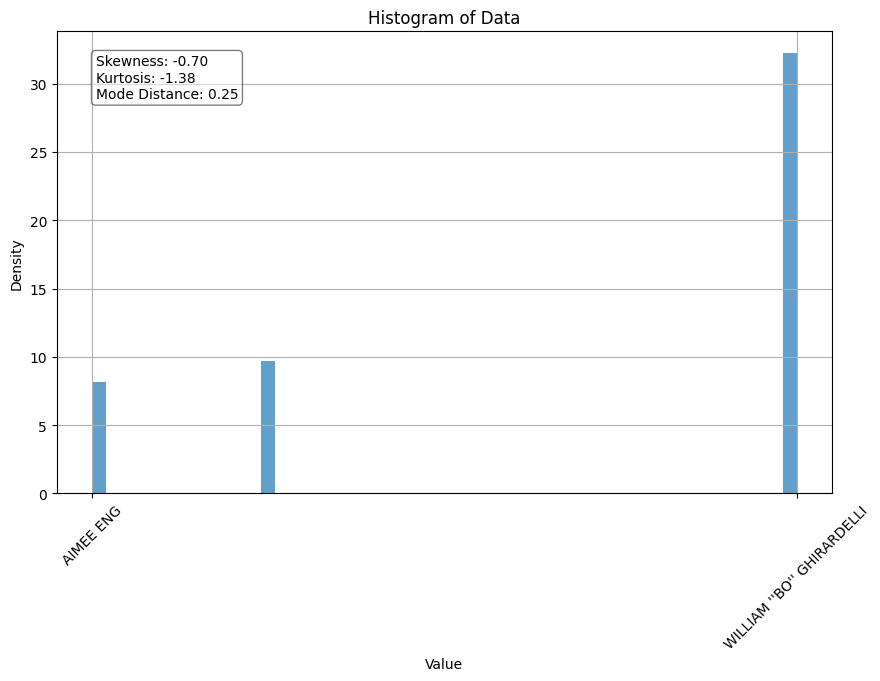 Histogram of Data
Skewness: -0.70
Kurtosis: -1.38
Mode Distance: 0.25
30
25
20
15
10
5
0
Density
AIMEE ENG
WILLIAM ''BO'' GHIRARDELLI
Value